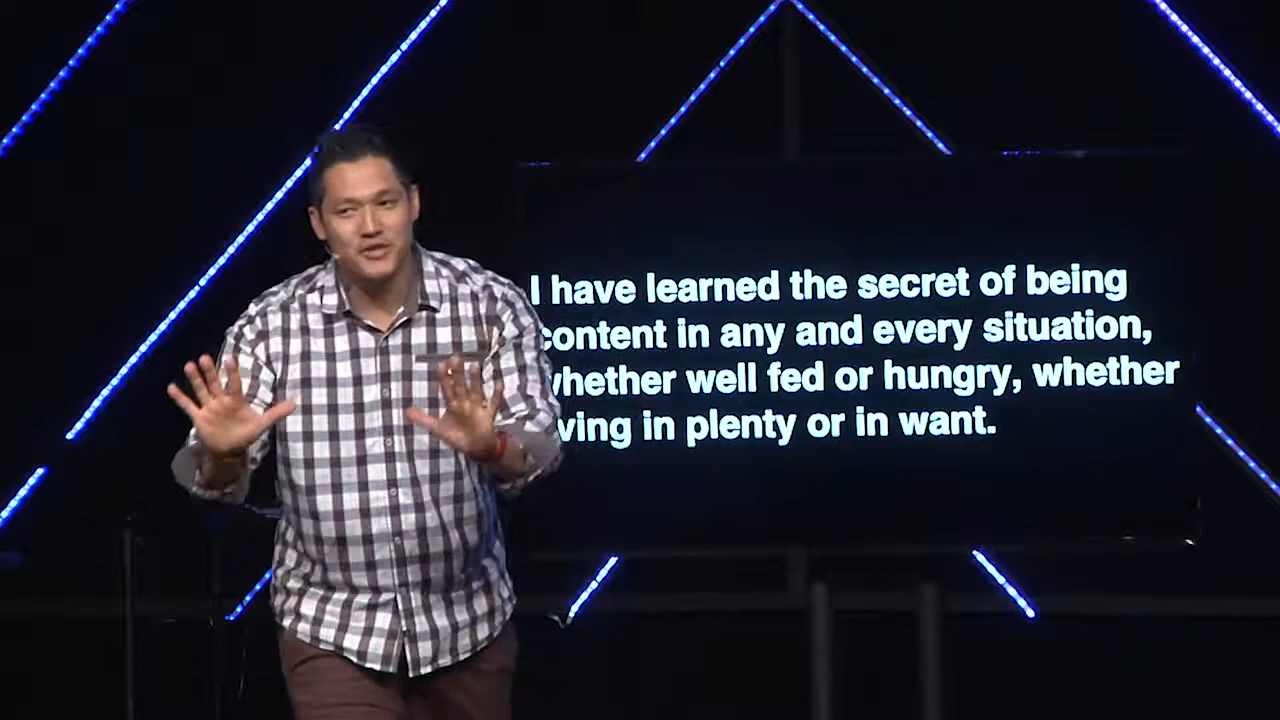 I have learned the secret of being
content in any and every situation,
whether well fed or hungry, whether
ving in plenty or in want.